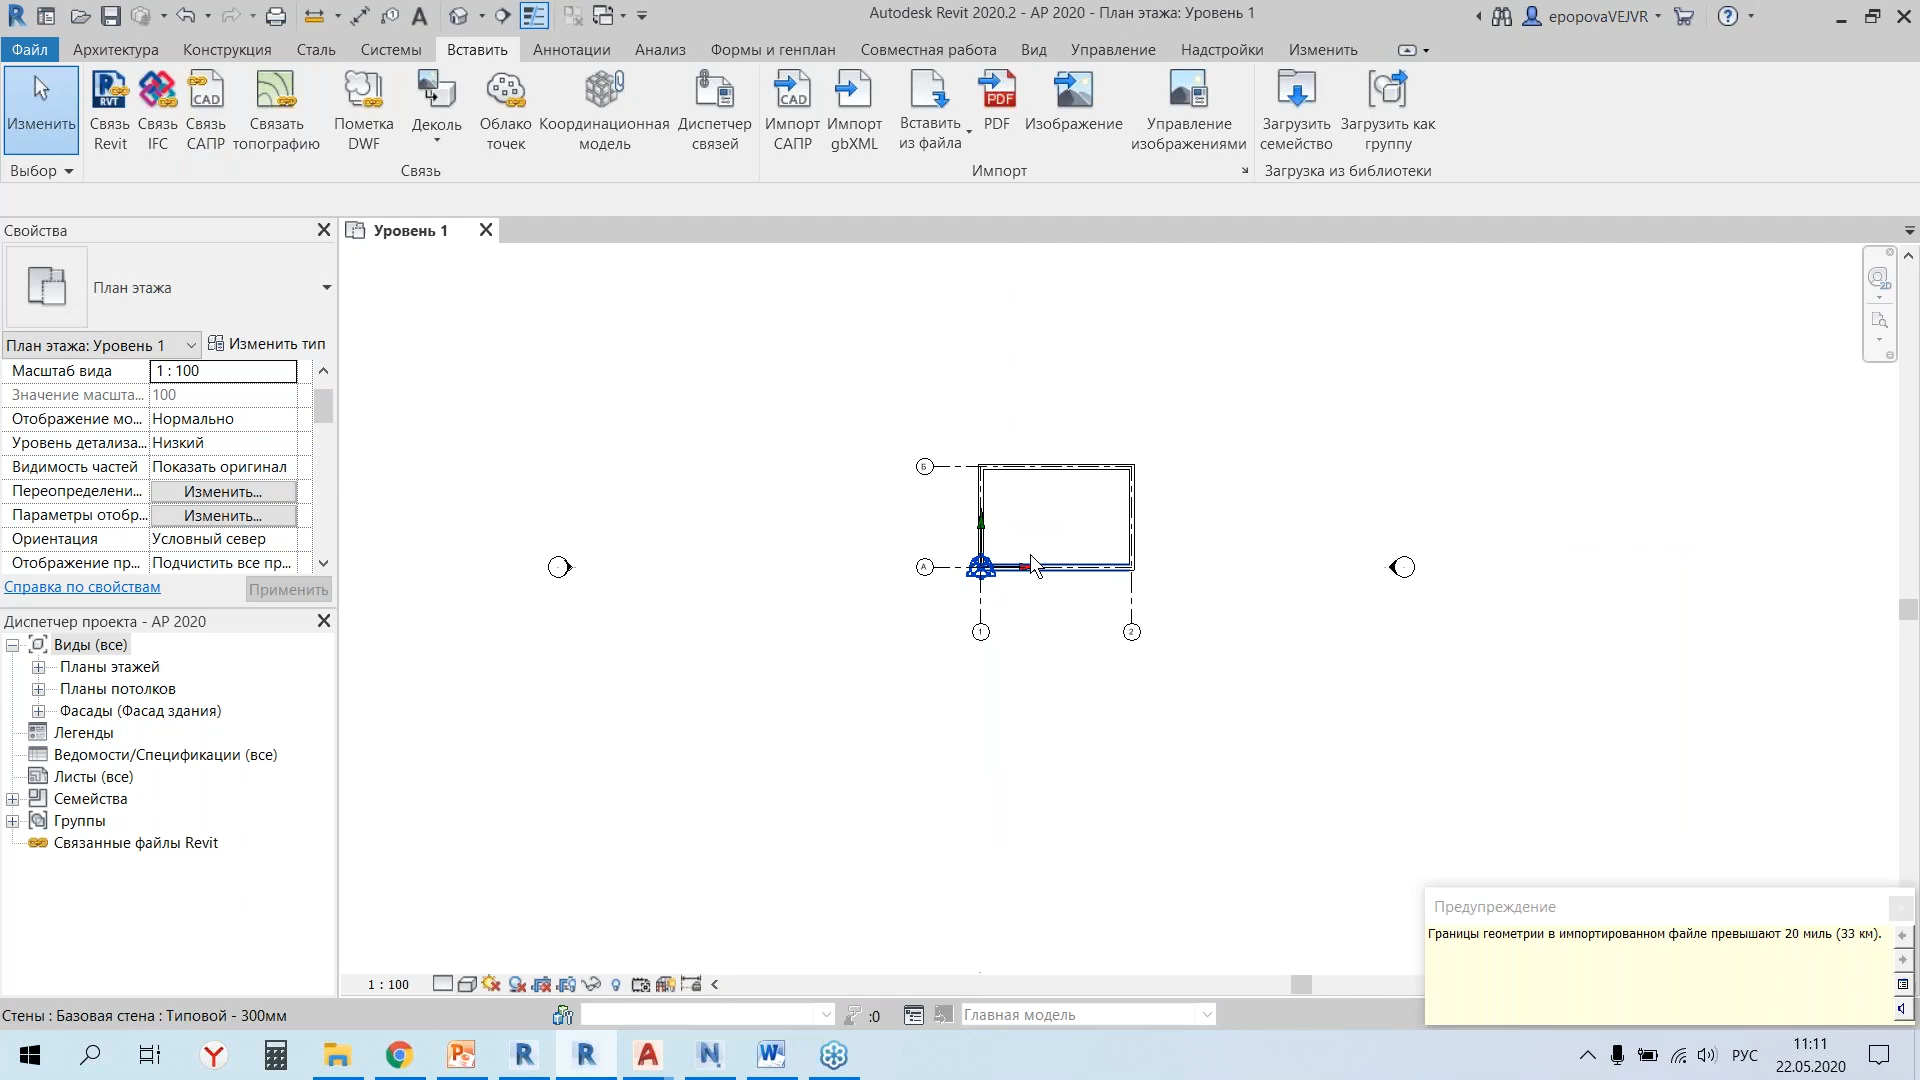 Autodesk Revit 2020.2 - АР 2020 - План этажа: Уровень 1
epopovaVEJVR
Файл Архитектура Конструкция Сталь Системы Вставить Аннотации Анализ Формы и генплан Совместная работа Вид Управление Надстройки Изменить
Изменить
Связь Revit
Связь IFC
Связь САПР
Связать топографию
Пометка DWF
Деколь
Облако точек
Координационная модель
Диспетчер связей
Импорт САПР
Импорт gbXML
Вставить из файла
PDF
Изображение
Управление изображениями
Загрузить семейство
Загрузить как группу
Выбор
Связь
Импорт
Загрузка из библиотеки
Свойства
Уровень 1
План этажа
План этажа: Уровень 1
Изменить тип
Масштаб вида 1 : 100
Значение масшта... 100
Отображение мо... Нормально
Уровень детализа... Низкий
Видимость частей Показать оригинал
Переопределени... Изменить...
Параметры отобр... Изменить...
Ориентация Условный север
Отображение пр... Подчистить все пр...
Справка по свойствам
Применить
Диспетчер проекта - АР 2020
Виды (все)
Планы этажей
Планы потолков
Фасады (Фасад здания)
Легенды
Ведомости/Спецификации (все)
Листы (все)
Семейства
Группы
Связанные файлы Revit
Б
А
1 2
Предупреждение
Границы геометрии в импортированном файле превышают 20 миль (33 км).
1 : 100
Стены : Базовая стена : Типовой - 300мм
:0
Главная модель
РУС
11:11
22.05.2020